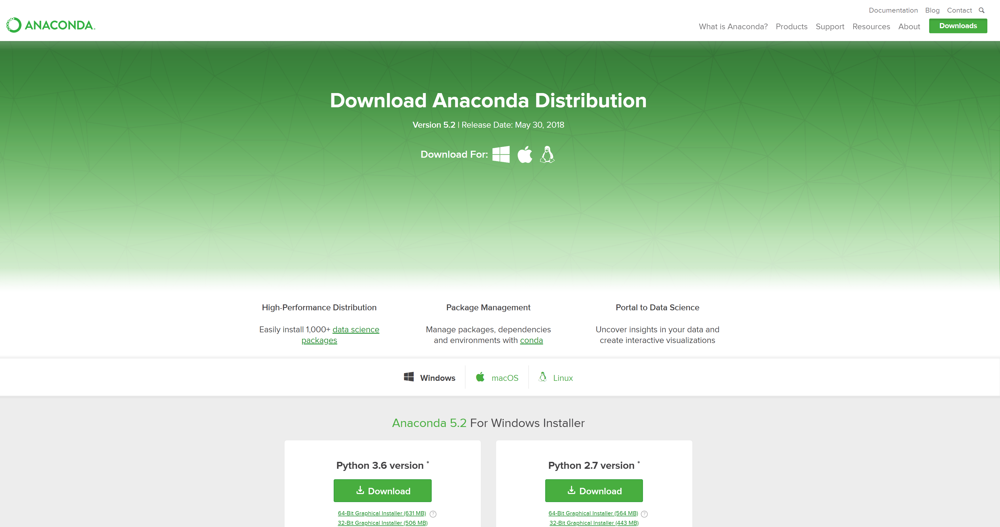 Documentation Blog Contact
ANACONDA
What is Anaconda? Products Support Resources About Downloads
Download Anaconda Distribution
Version 5.2 | Release Date: May 30, 2018
Download For:
High-Performance Distribution
Easily install 1,000+ data science
packages
Package Management
Manage packages, dependencies
and environments with conda
Portal to Data Science
Uncover insights in your data and
create interactive visualizations
Windows macOS Linux
Anaconda 5.2 For Windows Installer
Python 3.6 version *
Download
64-Bit Graphical Installer (631 MB) ?
32-Bit Graphical Installer (506 MB)
Python 2.7 version *
Download
64-Bit Graphical Installer (564 MB) ?
32-Bit Graphical Installer (443 MB)